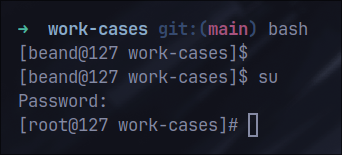 ➜ work-cases git:(main) bash
[beand@127 work-cases]$
[beand@127 work-cases]$ su
Password:
[root@127 work-cases]#